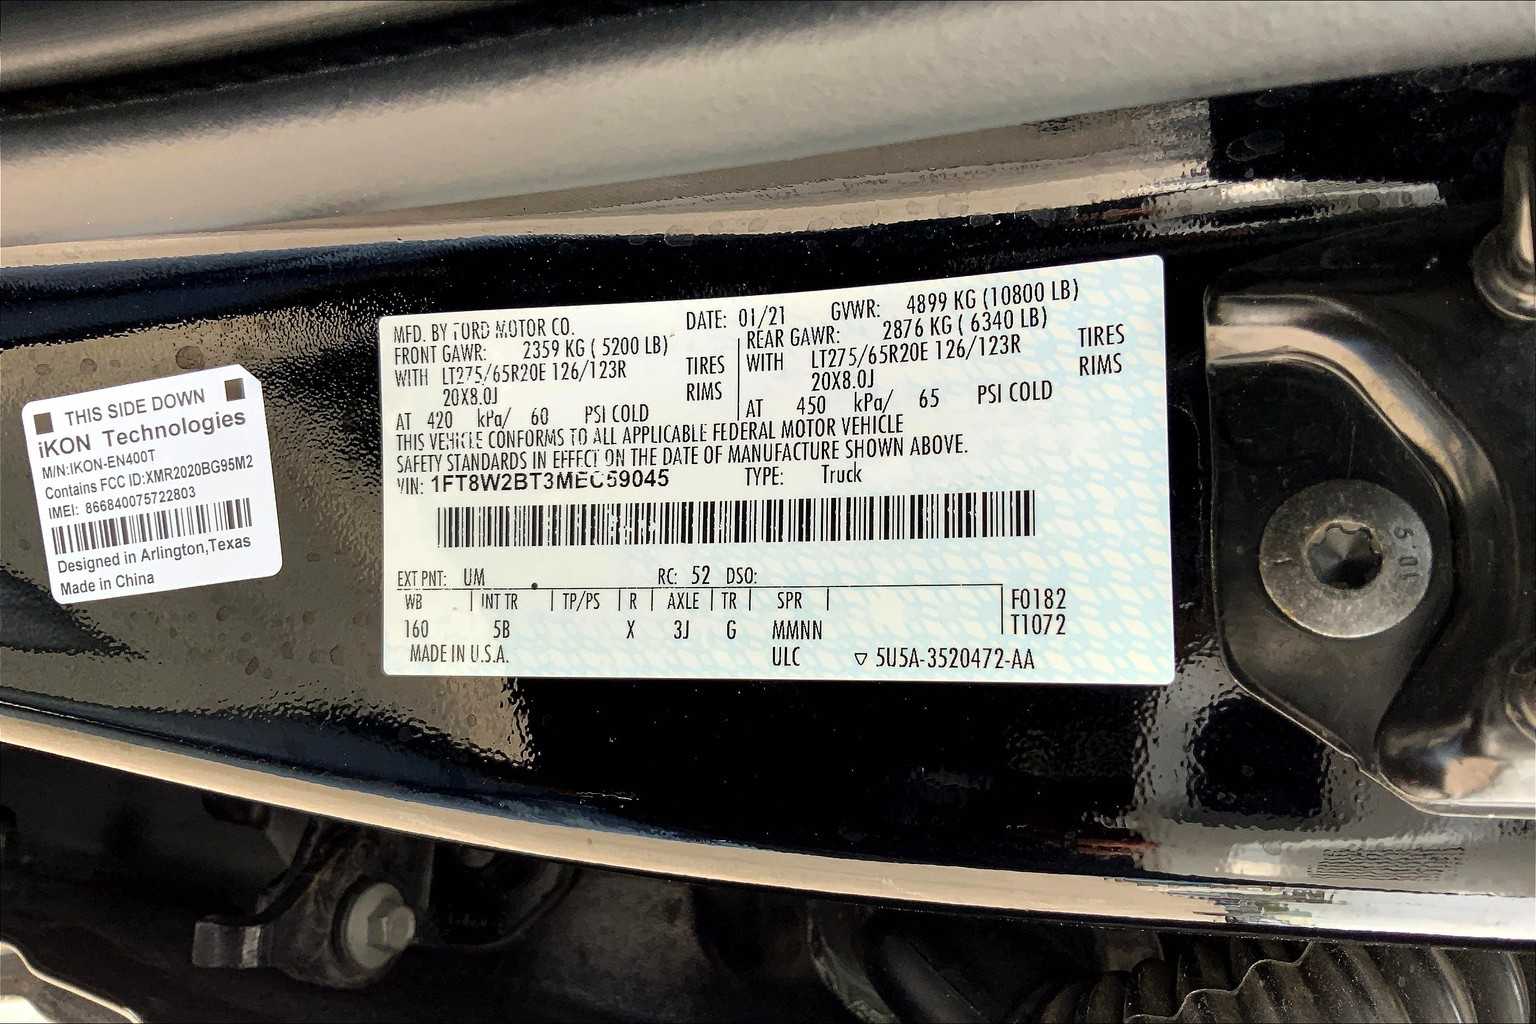 THIS SIDE DOWN
iKON Technologies
M/N:IKON-EN400T
Contains FCC ID:XMR2020BG95M2
IMEI: 866840075722803
Designed in Arlington,Texas
Made in China
MFD. BY FORD MOTOR CO. DATE: 01/21 GVWR: 4899 KG (10800 LB)
FRONT GAWR: 2359 KG ( 5200 LB) REAR GAWR: 2876 KG ( 6340 LB)
WITH LT275/65R20E 126/123R TIRES WITH LT275/65R20E 126/123R TIRES
20X8.0J RIMS 20X8.0J RIMS
AT 420 kPa/ 60 PSI COLD AT 450 kPa/ 65 PSI COLD
THIS VEHICLE CONFORMS TO ALL APPLICABLE FEDERAL MOTOR VEHICLE
SAFETY STANDARDS IN EFFECT ON THE DATE OF MANUFACTURE SHOWN ABOVE.
VIN: 1FT8W2BT3MEC59045 TYPE: Truck
EXT PNT: UM RC: 52 DSO:
WB INT TR TP/PS R AXLE TR SPR F0182
160 5B X 3J G MMNN T1072
MADE IN U.S.A. ULC ▽ 5U5A-3520472-AA
10.5